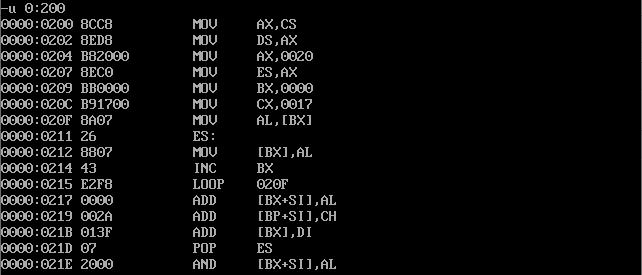 -u 0:200
0000:0200 8CC8 MOV AX,CS
0000:0202 8ED8 MOV DS,AX
0000:0204 B82000 MOV AX,0020
0000:0207 8EC0 MOV ES,AX
0000:0209 BB0000 MOV BX,0000
0000:020C B91700 MOV CX,0017
0000:020F 8A07 MOV AL,[BX]
0000:0211 26 ES:
0000:0212 8807 MOV [BX],AL
0000:0214 43 INC BX
0000:0215 E2F8 LOOP 020F
0000:0217 0000 ADD [BX+SI],AL
0000:0219 002A ADD [BP+SI],CH
0000:021B 013F ADD [BX],DI
0000:021D 07 POP ES
0000:021E 2000 AND [BX+SI],AL